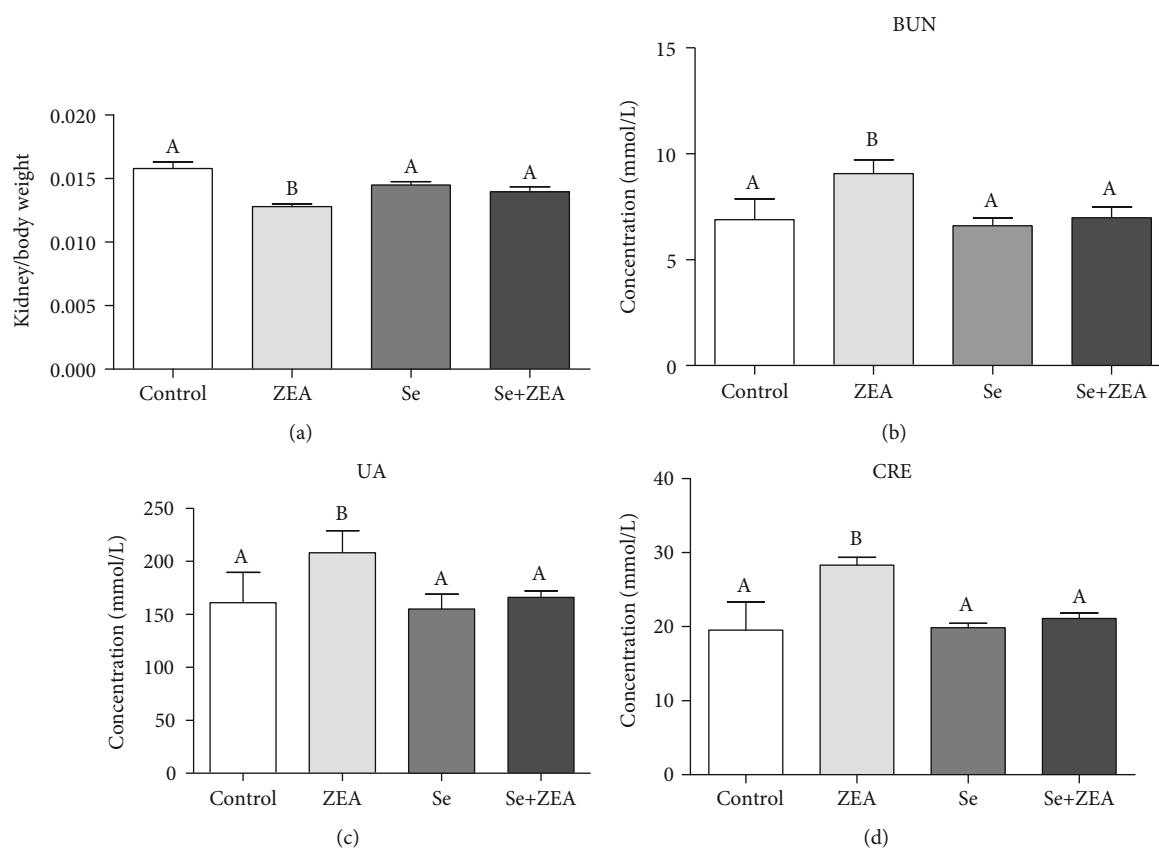 Kidney/body weight
0.020
0.015
0.010
0.005
0.000
A
B
A
A
Control
ZEA
Se
Se+ZEA
(a)
BUN
Concentration (mmol/L)
15
10
5
0
A
B
A
A
Control
ZEA
Se
Se+ZEA
(b)
UA
Concentration (mmol/L)
250
200
150
100
50
0
A
B
A
A
Control
ZEA
Se
Se+ZEA
(c)
CRE
Concentration (mmol/L)
40
30
20
10
0
A
B
A
A
Control
ZEA
Se
Se+ZEA
(d)